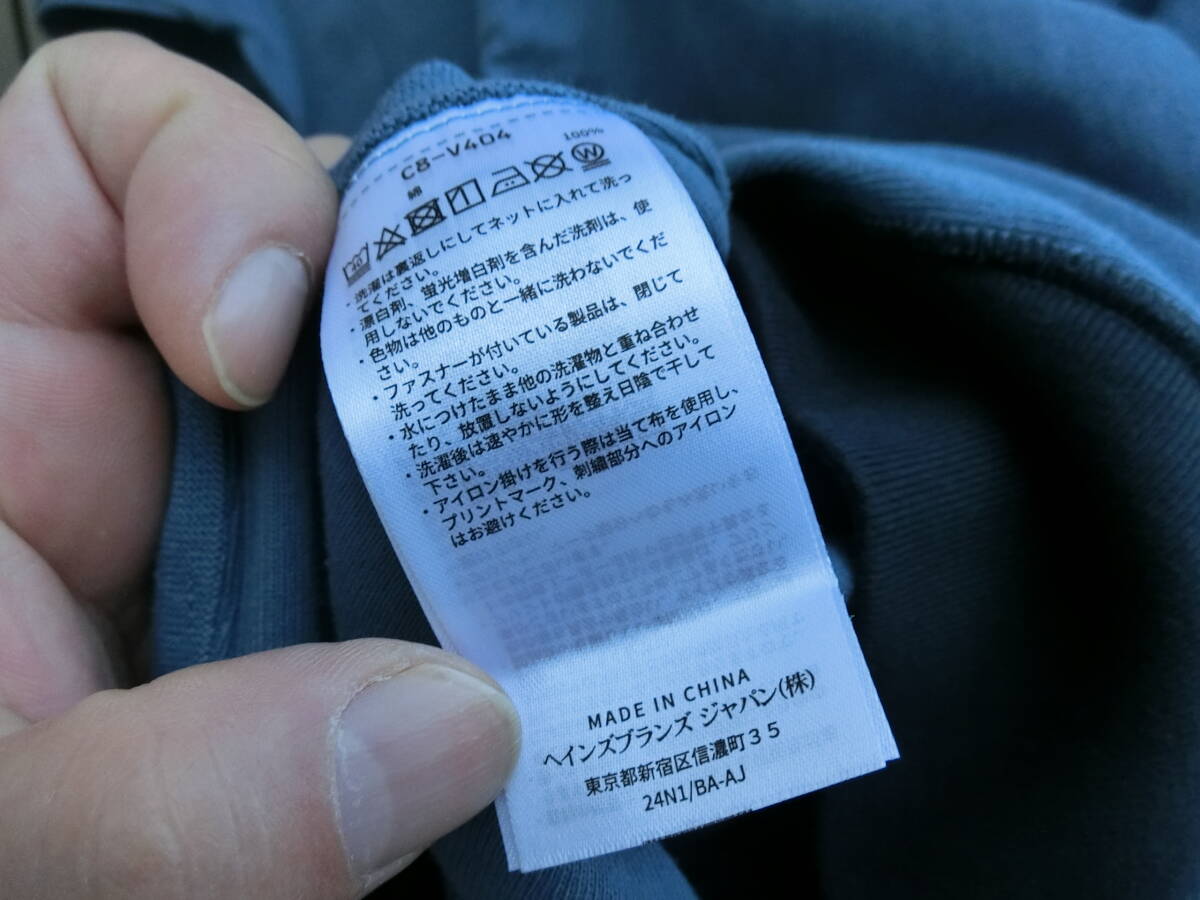 C8-V404
綿 100%
40
W
・洗濯は裏返しにしてネットに入れて洗っ
てください。
・漂白剤、蛍光増白剤を含んだ洗剤は、使
用しないでください。
・色物は他のものと一緒に洗わないでくだ
さい。
・ファスナーが付いている製品は、閉じて
洗ってください。
・水につけたまま他の洗濯物と重ね合わせ
たり、放置しないようにしてください。
・洗濯後は速やかに形を整え日陰で干して
下さい。
・アイロン掛けを行う際は当て布を使用し、
プリントマーク、刺繍部分へのアイロン
はお避けください。
MADE IN CHINA
ヘインズブランズ ジャパン(株)
東京都新宿区信濃町35
24N1/BA-AJ